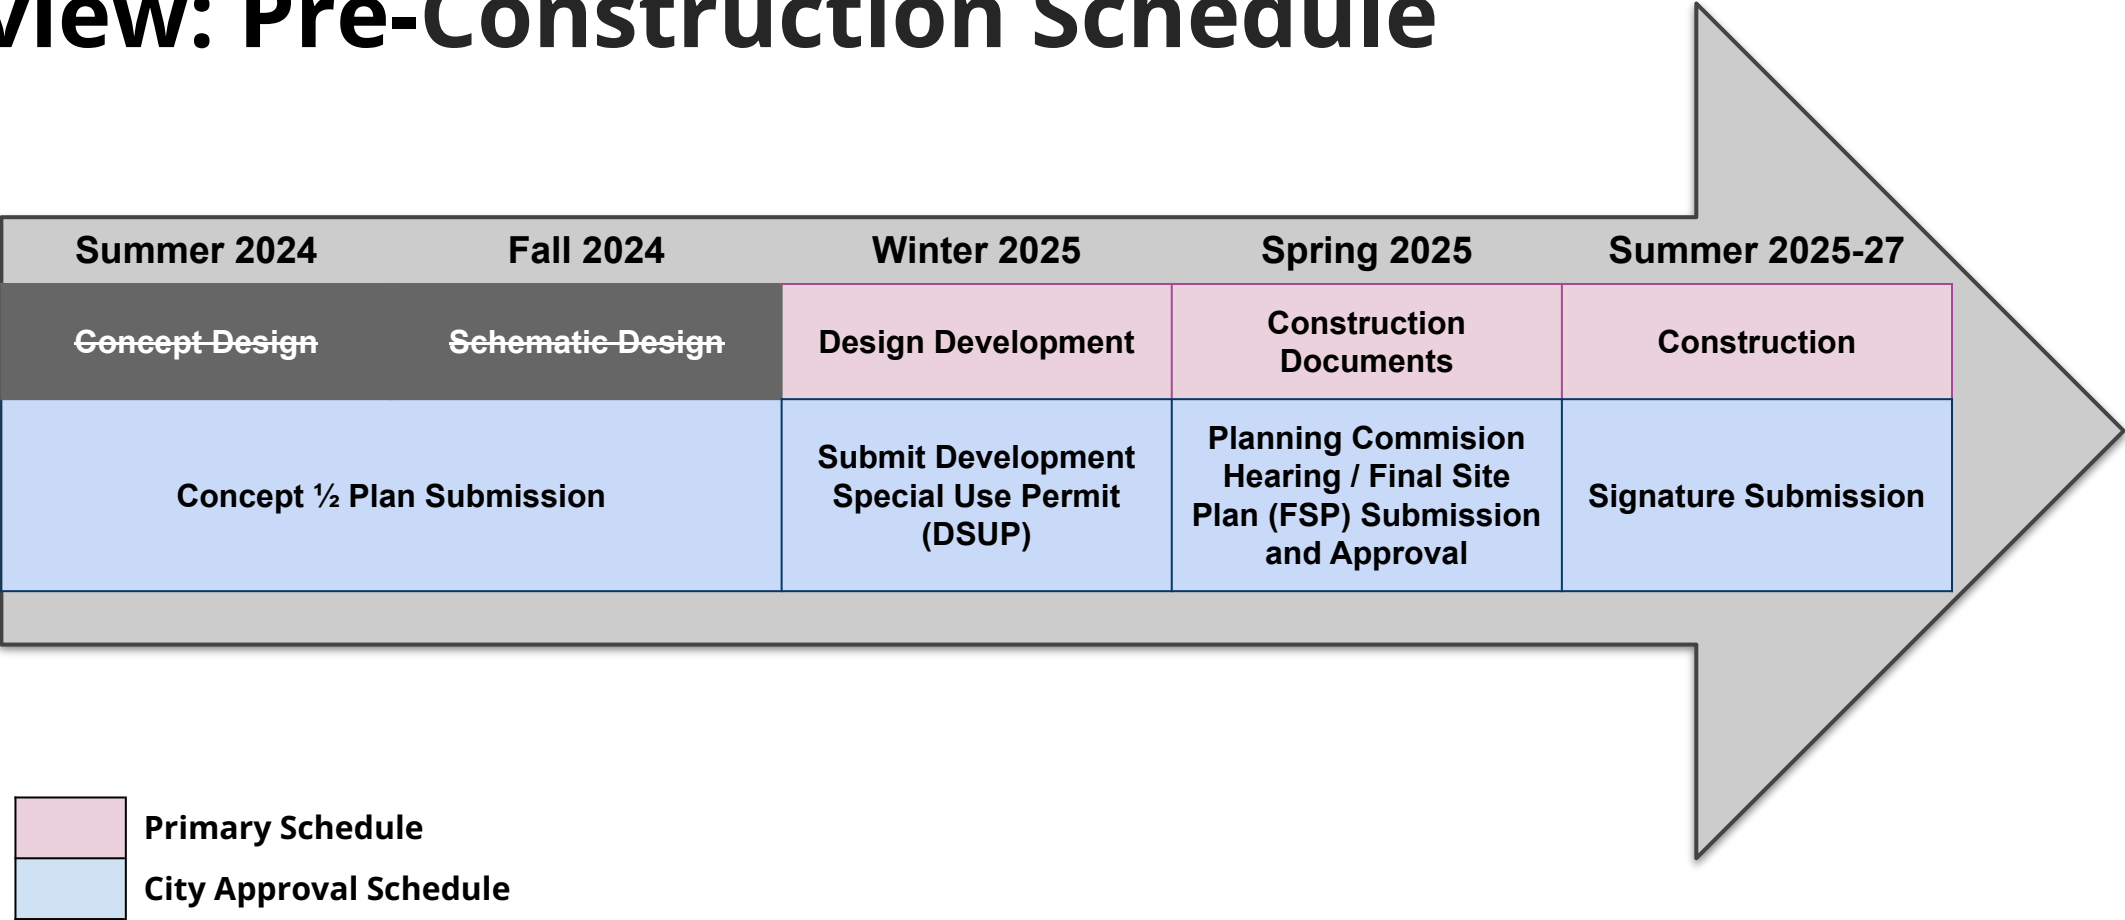 view: Pre-Construction Schedule
Summer 2024 Fall 2024 Winter 2025 Spring 2025 Summer 2025-27
Concept Design Schematic Design Design Development Construction Documents Construction
Concept ½ Plan Submission
Submit Development
Special Use Permit
(DSUP)
Planning Commision
Hearing / Final Site
Plan (FSP) Submission
and Approval
Signature Submission
Primary Schedule
City Approval Schedule